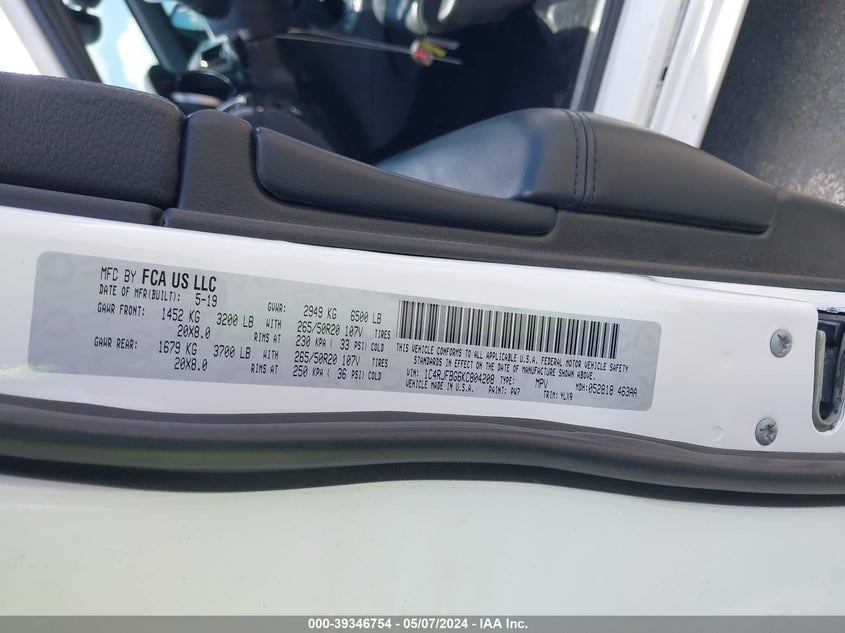 MFD BY FCA US LLC
DATE OF MFR(BUILT): 5-19
GVWR: 2949 KG 6500 LB
GAWR FRONT: 1452 KG 3200 LB WITH 265/50R20 107V TIRES
20X8.0 RIMS AT 230 KPA ( 33 PSI) COLD
GAWR REAR: 1679 KG 3700 LB WITH 265/50R20 107V TIRES
20X8.0 RIMS AT 250 KPA ( 36 PSI) COLD
THIS VEHICLE CONFORMS TO ALL APPLICABLE U.S.A. FEDERAL MOTOR VEHICLE SAFETY
STANDARDS IN EFFECT ON THE DATE OF MANUFACTURE SHOWN ABOVE
VIN: 1C4RJFBG6KC804208 TYPE: MPV MDH: 052818 463AA
VEHICLE MADE IN U.S.A. PAINT: PW7 TRIM: YLX9
000-39346754 - 05/07/2024 - IAA Inc.